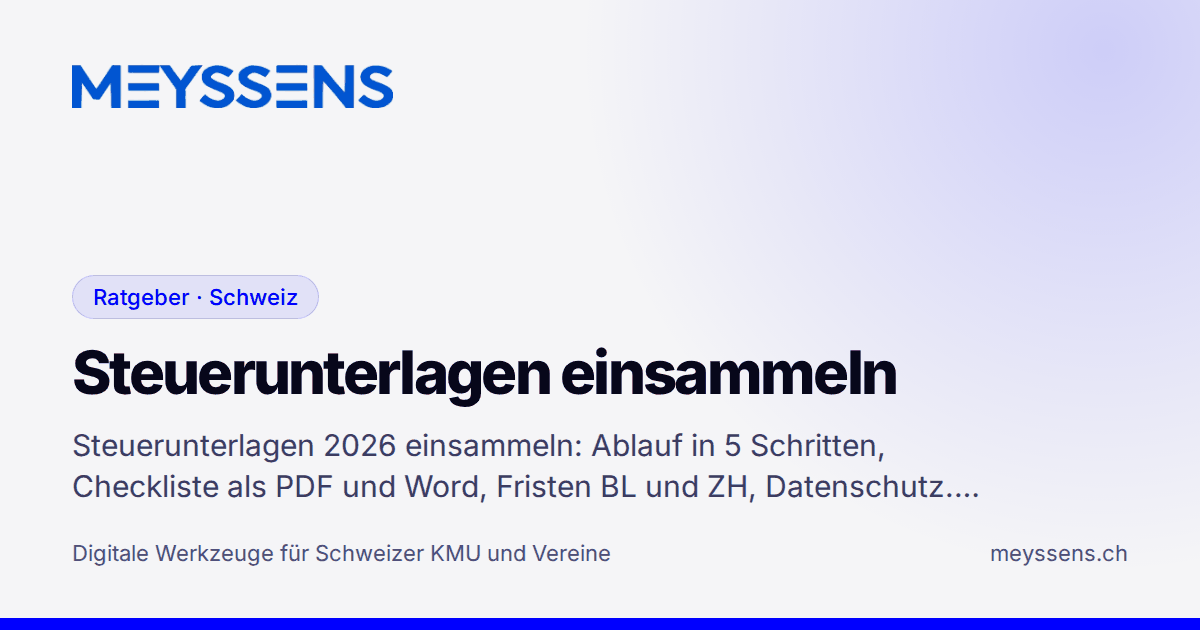 MEYSSENS
Ratgeber · Schweiz
Steuerunterlagen einsammeln
Steuerunterlagen 2026 einsammeln: Ablauf in 5 Schritten,
Checkliste als PDF und Word, Fristen BL und ZH, Datenschutz....
Digitale Werkzeuge für Schweizer KMU und Vereine
meyssens.ch